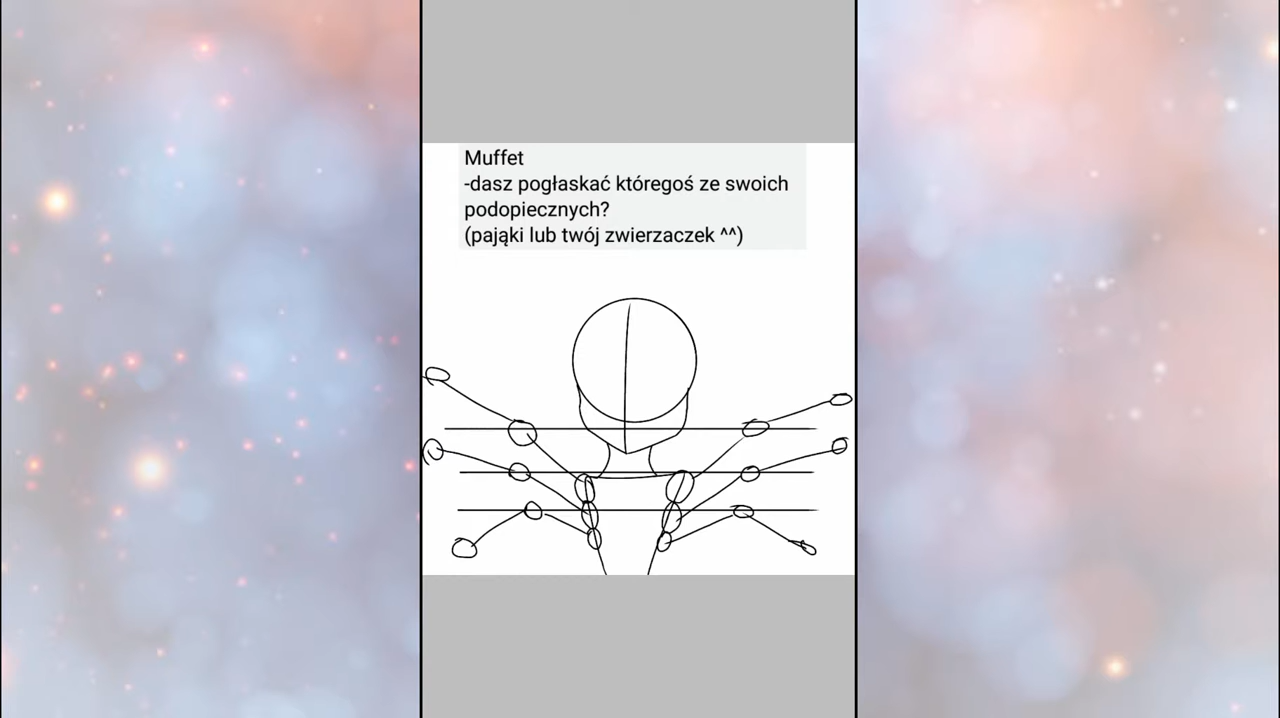 Muffet
-dasz pogłaskać któregoś ze swoich
podopiecznych?
(pająki lub twój zwierzaczek ^^)